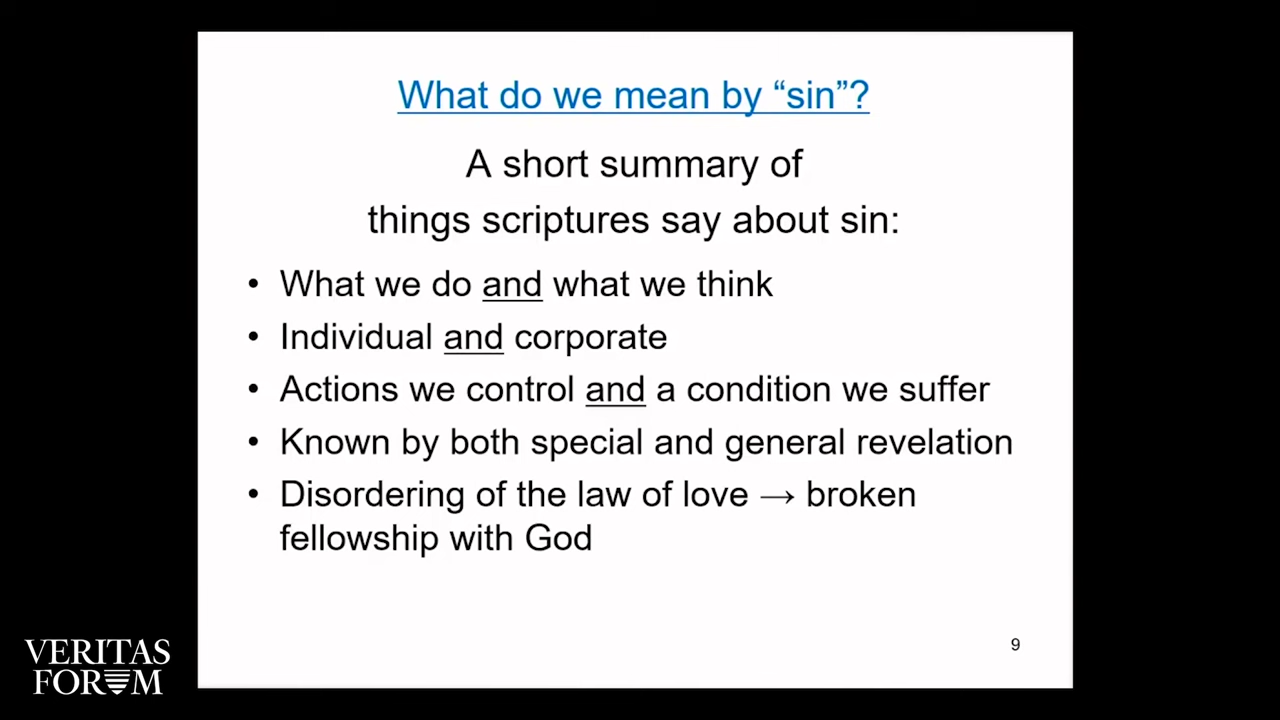 What do we mean by “sin”?
A short summary of
things scriptures say about sin:
• What we do and what we think
• Individual and corporate
• Actions we control and a condition we suffer
• Known by both special and general revelation
• Disordering of the law of love → broken
fellowship with God
9
VERITAS
FORUM